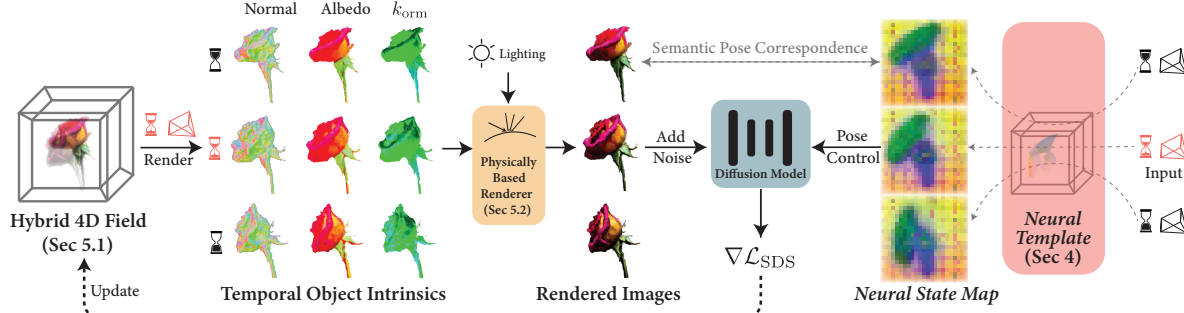 Normal Albedo k_orm
Lighting
Semantic Pose Correspondence
Render
Physically
Based
Renderer
(Sec 5.2)
Add
Noise
Diffusion Model
Pose
Control
Input
Hybrid 4D Field
(Sec 5.1)
Neural
Template
(Sec 4)
∇ℒ_SDS
Update
Temporal Object Intrinsics
Rendered Images
Neural State Map